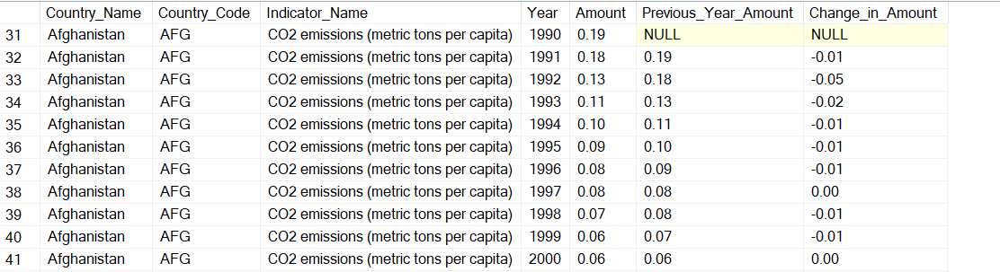 Country_Name Country_Code Indicator_Name Year Amount Previous_Year_Amount Change_in_Amount
31 Afghanistan AFG CO2 emissions (metric tons per capita) 1990 0.19 NULL NULL
32 Afghanistan AFG CO2 emissions (metric tons per capita) 1991 0.18 0.19 -0.01
33 Afghanistan AFG CO2 emissions (metric tons per capita) 1992 0.13 0.18 -0.05
34 Afghanistan AFG CO2 emissions (metric tons per capita) 1993 0.11 0.13 -0.02
35 Afghanistan AFG CO2 emissions (metric tons per capita) 1994 0.10 0.11 -0.01
36 Afghanistan AFG CO2 emissions (metric tons per capita) 1995 0.09 0.10 -0.01
37 Afghanistan AFG CO2 emissions (metric tons per capita) 1996 0.08 0.09 -0.01
38 Afghanistan AFG CO2 emissions (metric tons per capita) 1997 0.08 0.08 0.00
39 Afghanistan AFG CO2 emissions (metric tons per capita) 1998 0.07 0.08 -0.01
40 Afghanistan AFG CO2 emissions (metric tons per capita) 1999 0.06 0.07 -0.01
41 Afghanistan AFG CO2 emissions (metric tons per capita) 2000 0.06 0.06 0.00